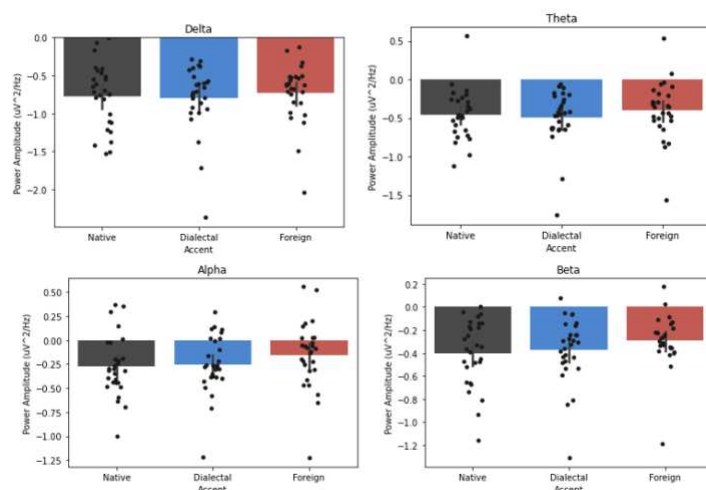 Delta
Power Amplitude (uV^2/Hz)
0.0
−0.5
−1.0
−1.5
−2.0
Native
Dialectal
Foreign
Accent
Theta
Power Amplitude (uV^2/Hz)
0.5
0.0
−0.5
−1.0
−1.5
Native
Dialectal
Foreign
Accent
Alpha
Power Amplitude (uV^2/Hz)
0.50
0.25
0.00
−0.25
−0.50
−0.75
−1.00
−1.25
Native
Dialectal
Foreign
Accent
Beta
Power Amplitude (uV^2/Hz)
0.2
0.0
−0.2
−0.4
−0.6
−0.8
−1.0
−1.2
Native
Dialectal
Foreign
Accent